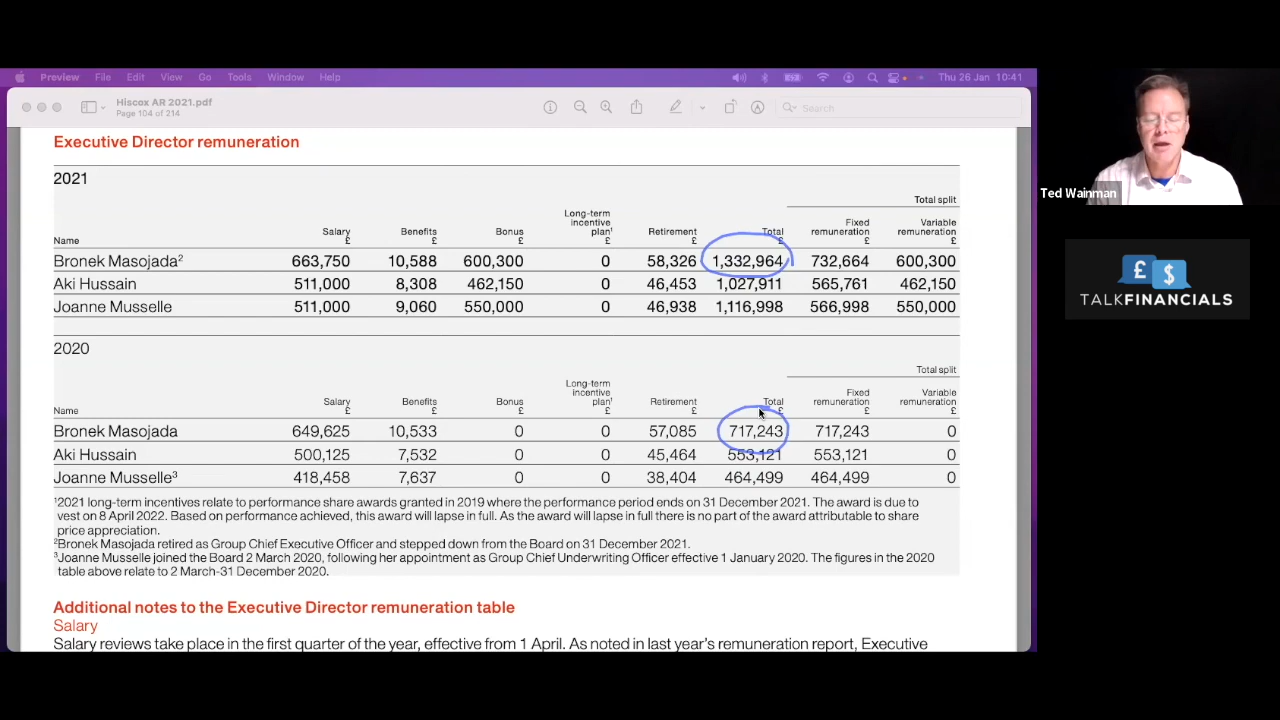 Preview File Edit View Go Tools Window Help Thu 26 Jan 10:41
Hiscox AR 2021.pdf
Page 104 of 214
Search
Ted Wainman
£ $
TALKFINANCIALS
Executive Director remuneration
2021
Total split
Name Salary £ Benefits £ Bonus £ Long-term incentive plan¹ £ Retirement £ Total £ Fixed remuneration £ Variable remuneration £
Bronek Masojada² 663,750 10,588 600,300 0 58,326 1,332,964 732,664 600,300
Aki Hussain 511,000 8,308 462,150 0 46,453 1,027,911 565,761 462,150
Joanne Musselle 511,000 9,060 550,000 0 46,938 1,116,998 566,998 550,000
2020
Total split
Name Salary £ Benefits £ Bonus £ Long-term incentive plan¹ £ Retirement £ Total £ Fixed remuneration £ Variable remuneration £
Bronek Masojada 649,625 10,533 0 0 57,085 717,243 717,243 0
Aki Hussain 500,125 7,532 0 0 45,464 553,121 553,121 0
Joanne Musselle³ 418,458 7,637 0 0 38,404 464,499 464,499 0
¹2021 long-term incentives relate to performance share awards granted in 2019 where the performance period ends on 31 December 2021. The award is due to
vest on 8 April 2022. Based on performance achieved, this award will lapse in full. As the award will lapse in full there is no part of the award attributable to share
price appreciation.
²Bronek Masojada retired as Group Chief Executive Officer and stepped down from the Board on 31 December 2021.
³Joanne Musselle joined the Board 2 March 2020, following her appointment as Group Chief Underwriting Officer effective 1 January 2020. The figures in the 2020
table above relate to 2 March-31 December 2020.
Additional notes to the Executive Director remuneration table
Salary
Salary reviews take place in the first quarter of the year, effective from 1 April. As noted in last year's remuneration report, Executive